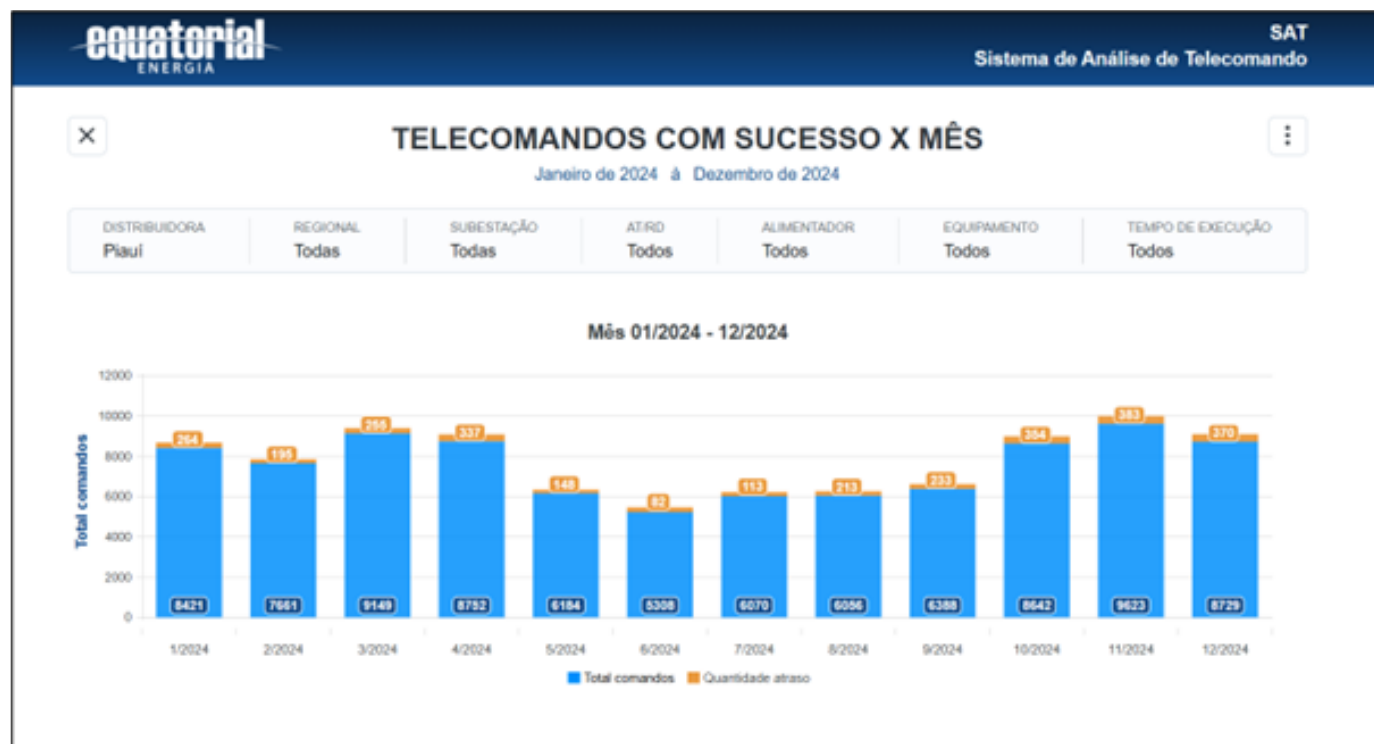 equatorial
ENERGIA
SAT
Sistema de Análise de Telecomando
TELECOMANDOS COM SUCESSO X MÊS
Janeiro de 2024 á Dezembro de 2024
DISTRIBUIDORA REGIONAL SUBESTAÇÃO AT/RD ALIMENTADOR EQUIPAMENTO TEMPO DE EXECUÇÃO
Piauí Todas Todas Todos Todos Todos Todos
Mês 01/2024 - 12/2024
Total comandos
12000
10000
8000
6000
4000
2000
0
264 195 255 337 148 82 113 213 233 354 383 370
8421 7661 9149 8752 6184 5308 6070 6056 6388 8642 9623 8729
1/2024 2/2024 3/2024 4/2024 5/2024 6/2024 7/2024 8/2024 9/2024 10/2024 11/2024 12/2024
Total comandos Quantidade atraso